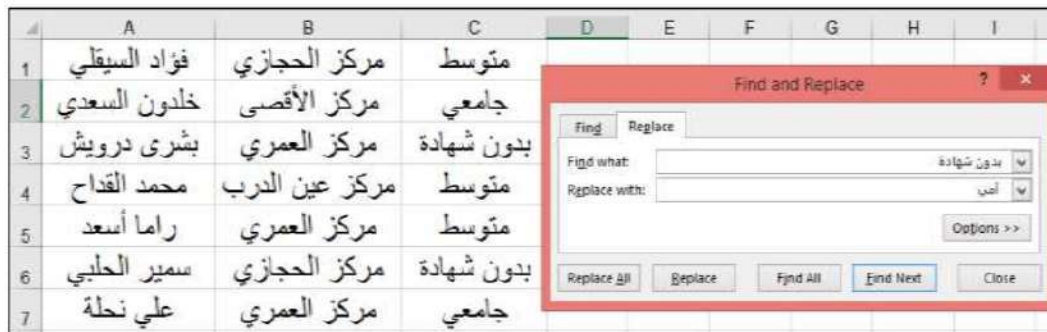 A B C D E F G H I
1 فؤاد السيقلي مركز الحجازي متوسط
2 خلدون السعدي مركز الأقصى جامعي
3 بشرى درويش مركز العمري بدون شهادة
4 محمد القداح مركز عين الدرب متوسط
5 راما أسعد مركز العمري متوسط
6 سمير الحلبي مركز الحجازي بدون شهادة
7 علي نحلة مركز العمري جامعي
Find and Replace ? ×
Find Replace
Find what: بدون شهادة
Replace with: أمي
Options >>
Replace All Replace Find All Find Next Close